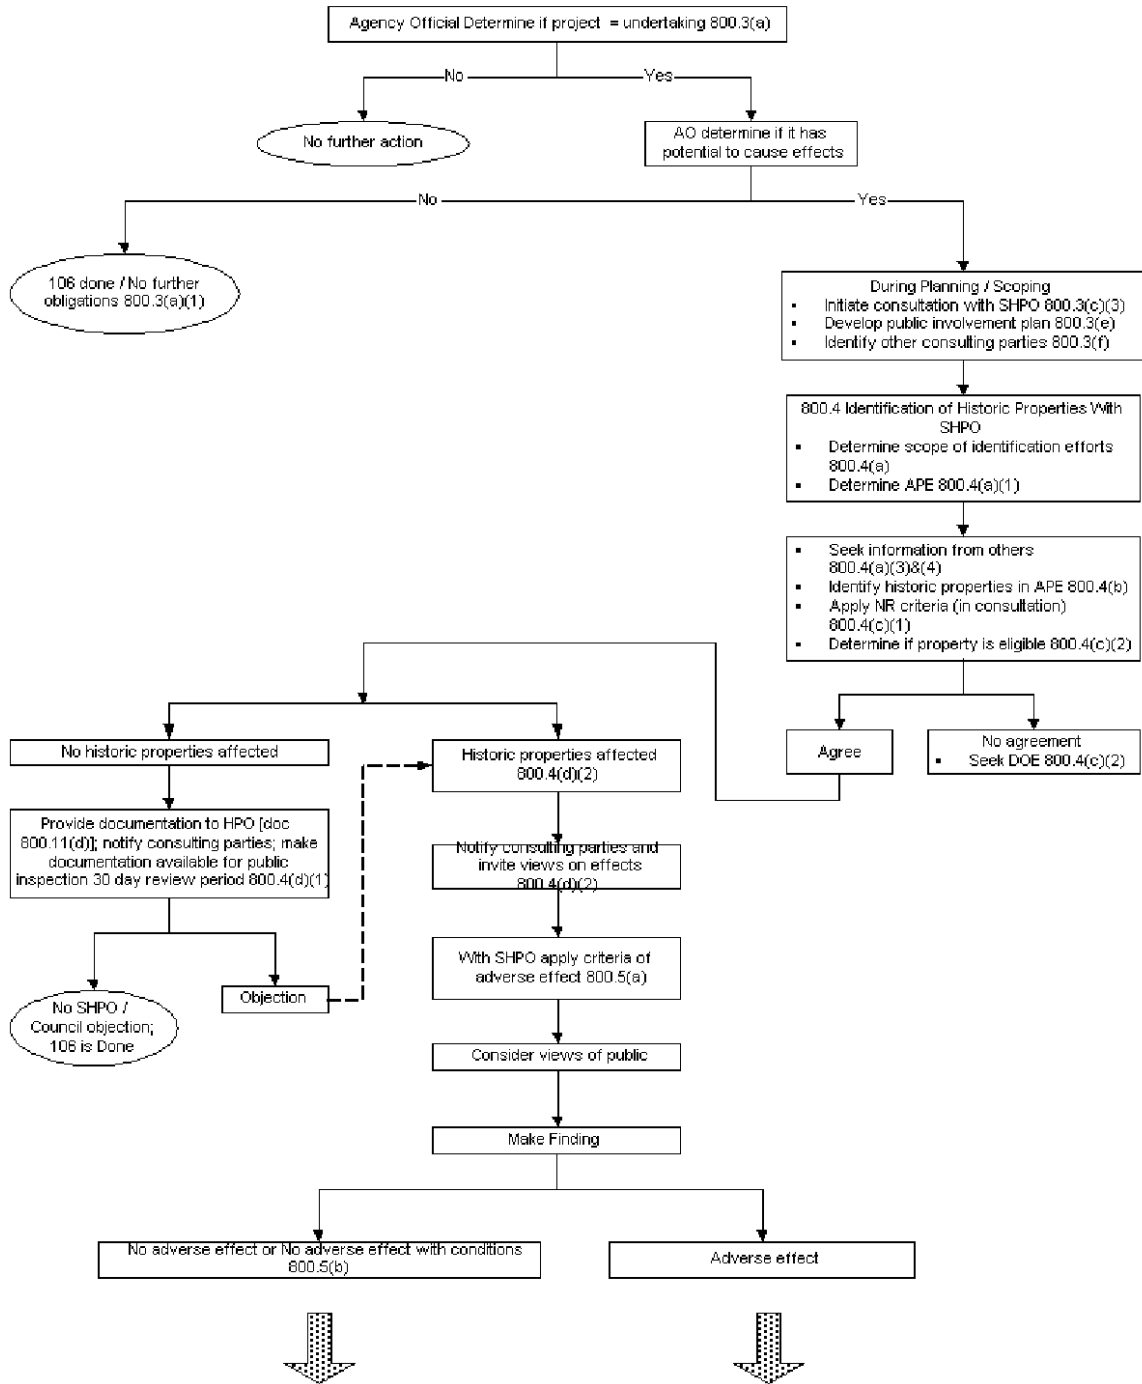 Agency Official Determine if project = undertaking 800.3(a)
No
Yes
No further action
AO determine if it has
potential to cause effects
No
Yes
106 done / No further
obligations 800.3(a)(1)
During Planning / Scoping
▪ Initiate consultation with SHPO 800.3(c)(3)
▪ Develop public involvement plan 800.3(e)
▪ Identify other consulting parties 800.3(f)
800.4 Identification of Historic Properties With
SHPO
▪ Determine scope of identification efforts
800.4(a)
▪ Determine APE 800.4(a)(1)
▪ Seek information from others
800.4(a)(3)&(4)
▪ Identify historic properties in APE 800.4(b)
▪ Apply NR criteria (in consultation)
800.4(c)(1)
▪ Determine if property is eligible 800.4(c)(2)
Agree
No agreement
▪ Seek DOE 800.4(c)(2)
No historic properties affected
Historic properties affected
800.4(d)(2)
Provide documentation to HPO [doc
800.11(d)]; notify consulting parties; make
documentation available for public
inspection 30 day review period 800.4(d)(1)
Notify consulting parties and
invite views on effects
800.4(d)(2)
With SHPO apply criteria of
adverse effect 800.5(a)
Objection
No SHPO /
Council objection;
106 is Done
Consider views of public
Make Finding
No adverse effect or No adverse effect with conditions
800.5(b)
Adverse effect